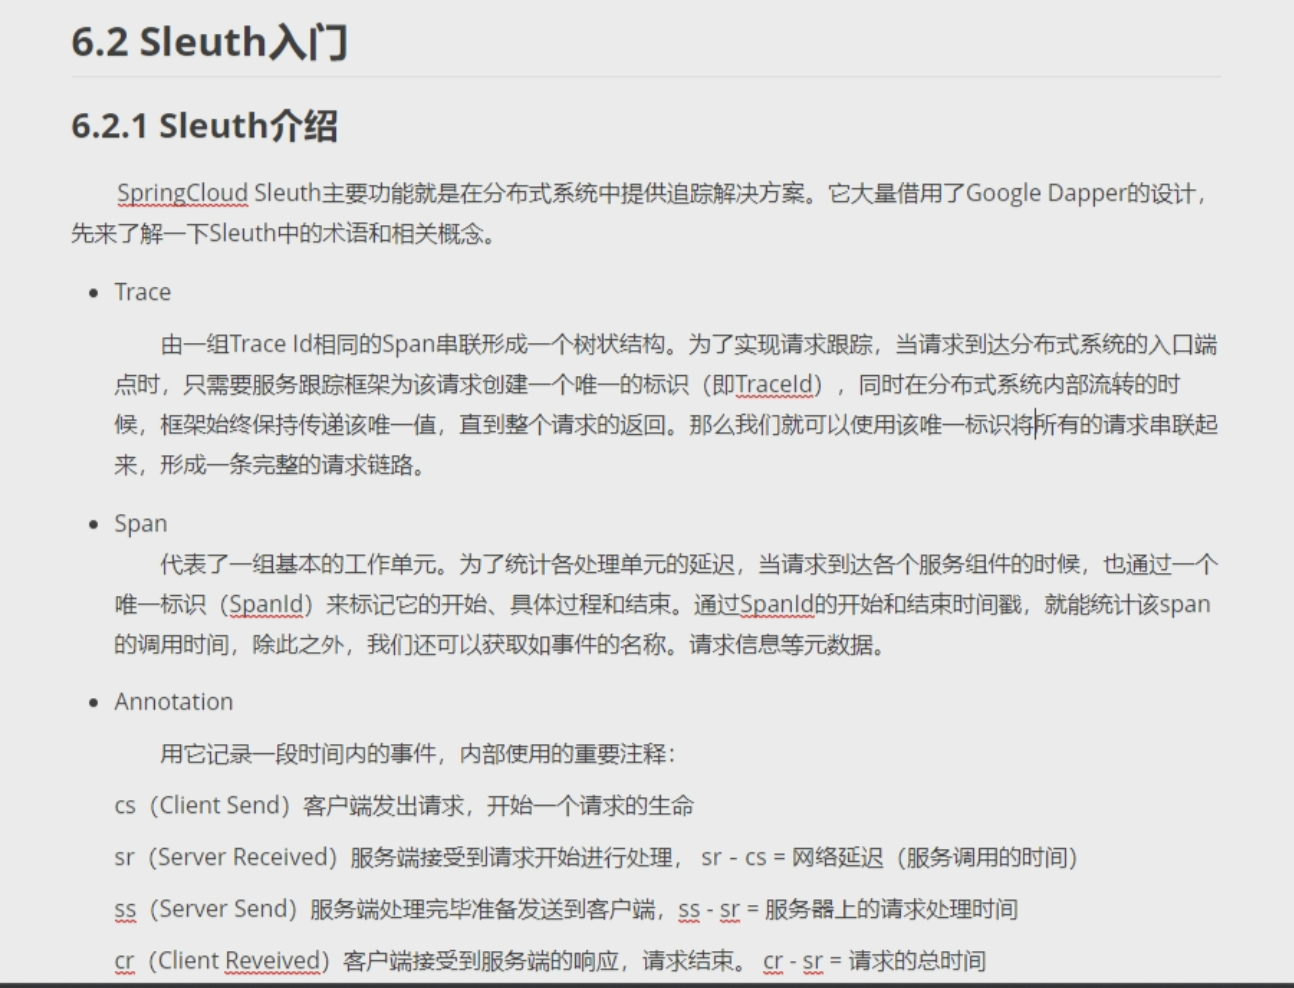 6.2 Sleuth入门
6.2.1 Sleuth介绍
SpringCloud Sleuth主要功能就是在分布式系统中提供追踪解决方案。它大量借用了Google Dapper的设计，
先来了解一下Sleuth中的术语和相关概念。
• Trace
由一组Trace Id相同的Span串联形成一个树状结构。为了实现请求跟踪，当请求到达分布式系统的入口端
点时，只需要服务跟踪框架为该请求创建一个唯一的标识（即TraceId），同时在分布式系统内部流转的时
候，框架始终保持传递该唯一值，直到整个请求的返回。那么我们就可以使用该唯一标识将所有的请求串联起
来，形成一条完整的请求链路。
• Span
代表了一组基本的工作单元。为了统计各处理单元的延迟，当请求到达各个服务组件的时候，也通过一个
唯一标识（SpanId）来标记它的开始、具体过程和结束。通过SpanId的开始和结束时间戳，就能统计该span
的调用时间，除此之外，我们还可以获取如事件的名称。请求信息等元数据。
• Annotation
用它记录一段时间内的事件，内部使用的重要注释：
cs（Client Send）客户端发出请求，开始一个请求的生命
sr（Server Received）服务端接受到请求开始进行处理， sr - cs = 网络延迟（服务调用的时间）
ss（Server Send）服务端处理完毕准备发送到客户端，ss - sr = 服务器上的请求处理时间
cr（Client Reveived）客户端接受到服务端的响应，请求结束。 cr - sr = 请求的总时间